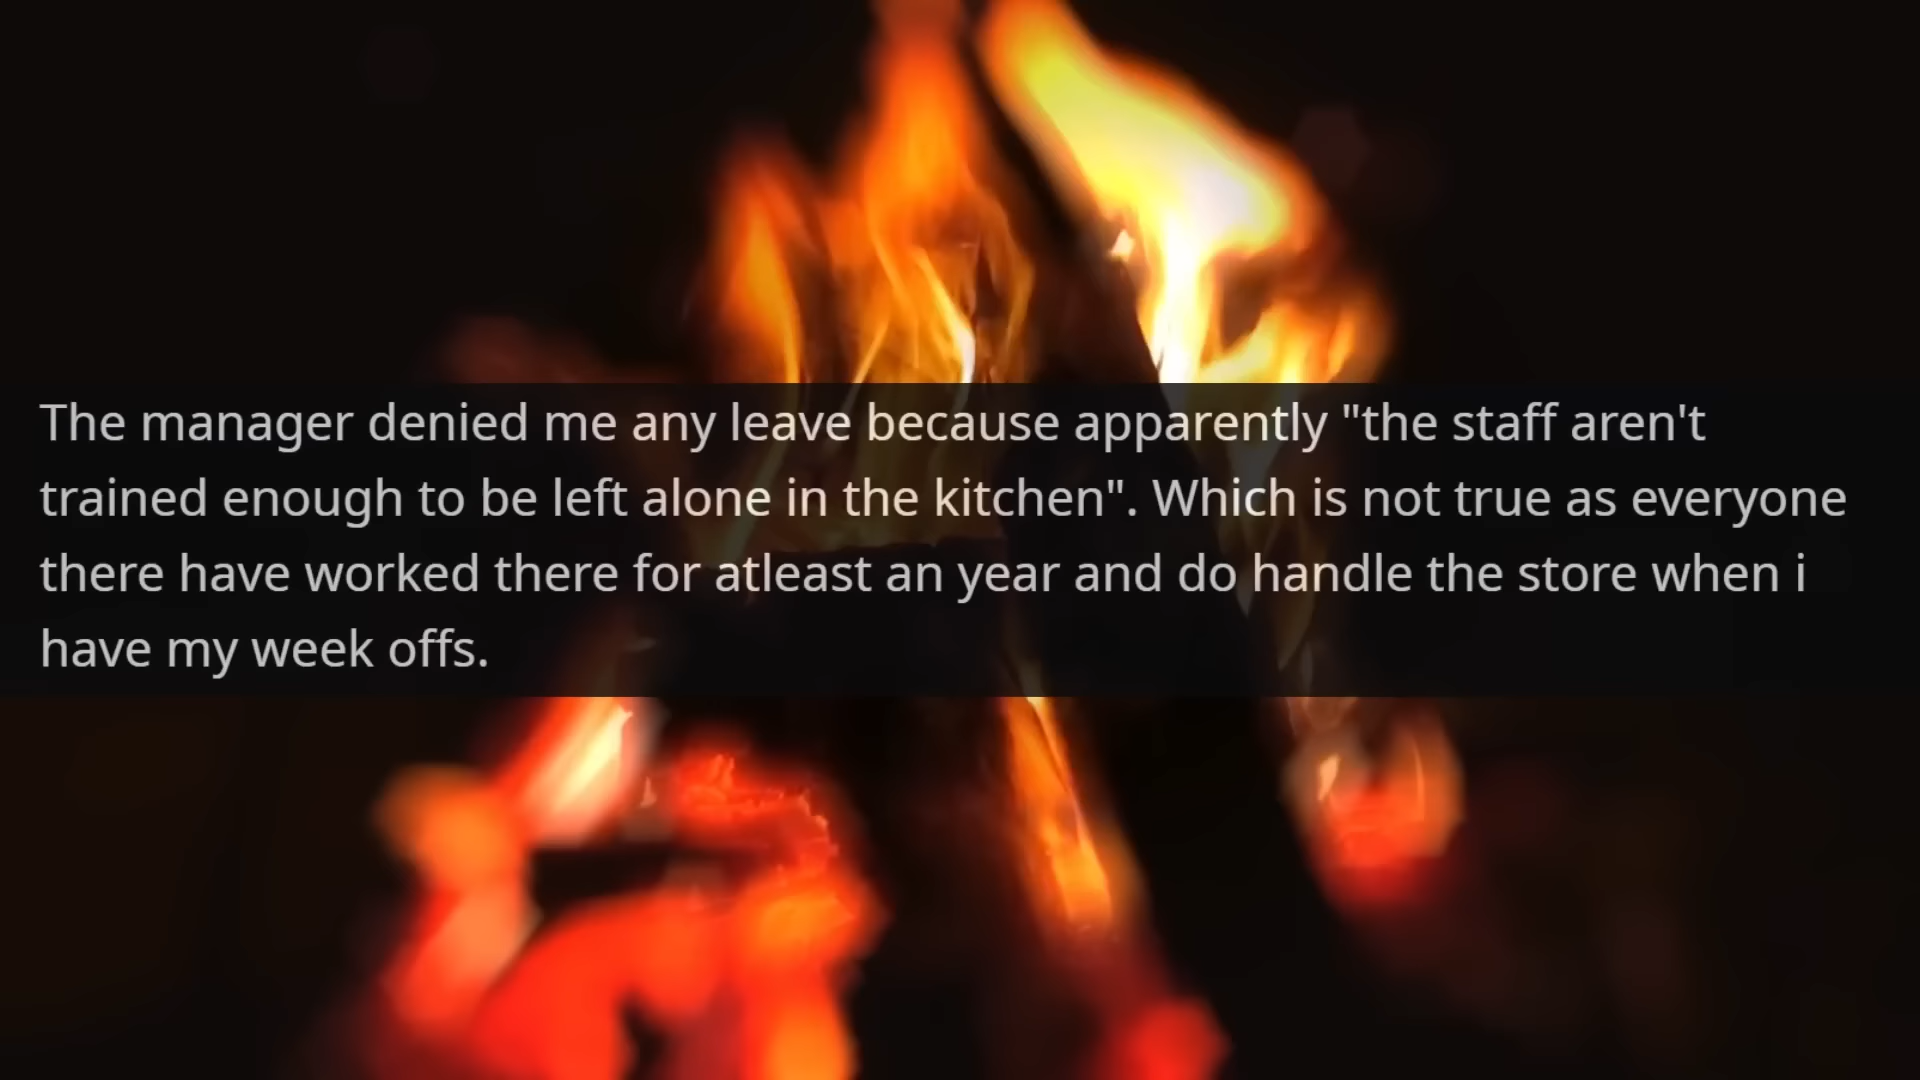 The manager denied me any leave because apparently "the staff aren't
trained enough to be left alone in the kitchen". Which is not true as everyone
there have worked there for atleast an year and do handle the store when i
have my week offs.